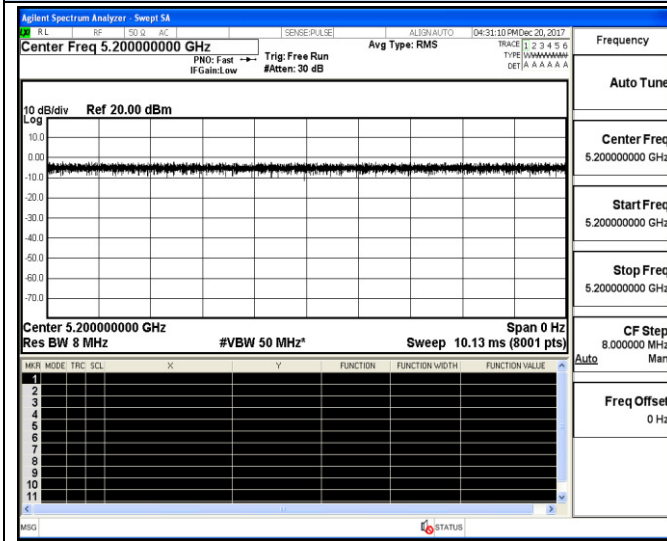 Agilent Spectrum Analyzer - Swept SA
LXI RL RF 50 Ω AC SENSE:PULSE ALIGNAUTO 04:31:10 PM Dec 20, 2017
Center Freq 5.200000000 GHz Avg Type: RMS TRACE 1 2 3 4 5 6
PNO: Fast Trig: Free Run TYPE WWWWWW
IFGain:Low #Atten: 30 dB DET A A A A A A
Frequency
Auto Tune
10 dB/div Ref 20.00 dBm
Log
10.0
0.00
-10.0
-20.0
-30.0
-40.0
-50.0
-60.0
-70.0
Center Freq
5.200000000 GHz
Start Freq
5.200000000 GHz
Stop Freq
5.200000000 GHz
Center 5.200000000 GHz Span 0 Hz
Res BW 8 MHz #VBW 50 MHz* Sweep 10.13 ms (8001 pts)
CF Step
8.000000 MHz
Auto Man
MKR MODE TRC SCL X Y FUNCTION FUNCTION WIDTH FUNCTION VALUE
1
2
3
4
5
6
7
8
9
10
11
Freq Offset
0 Hz
MSG STATUS